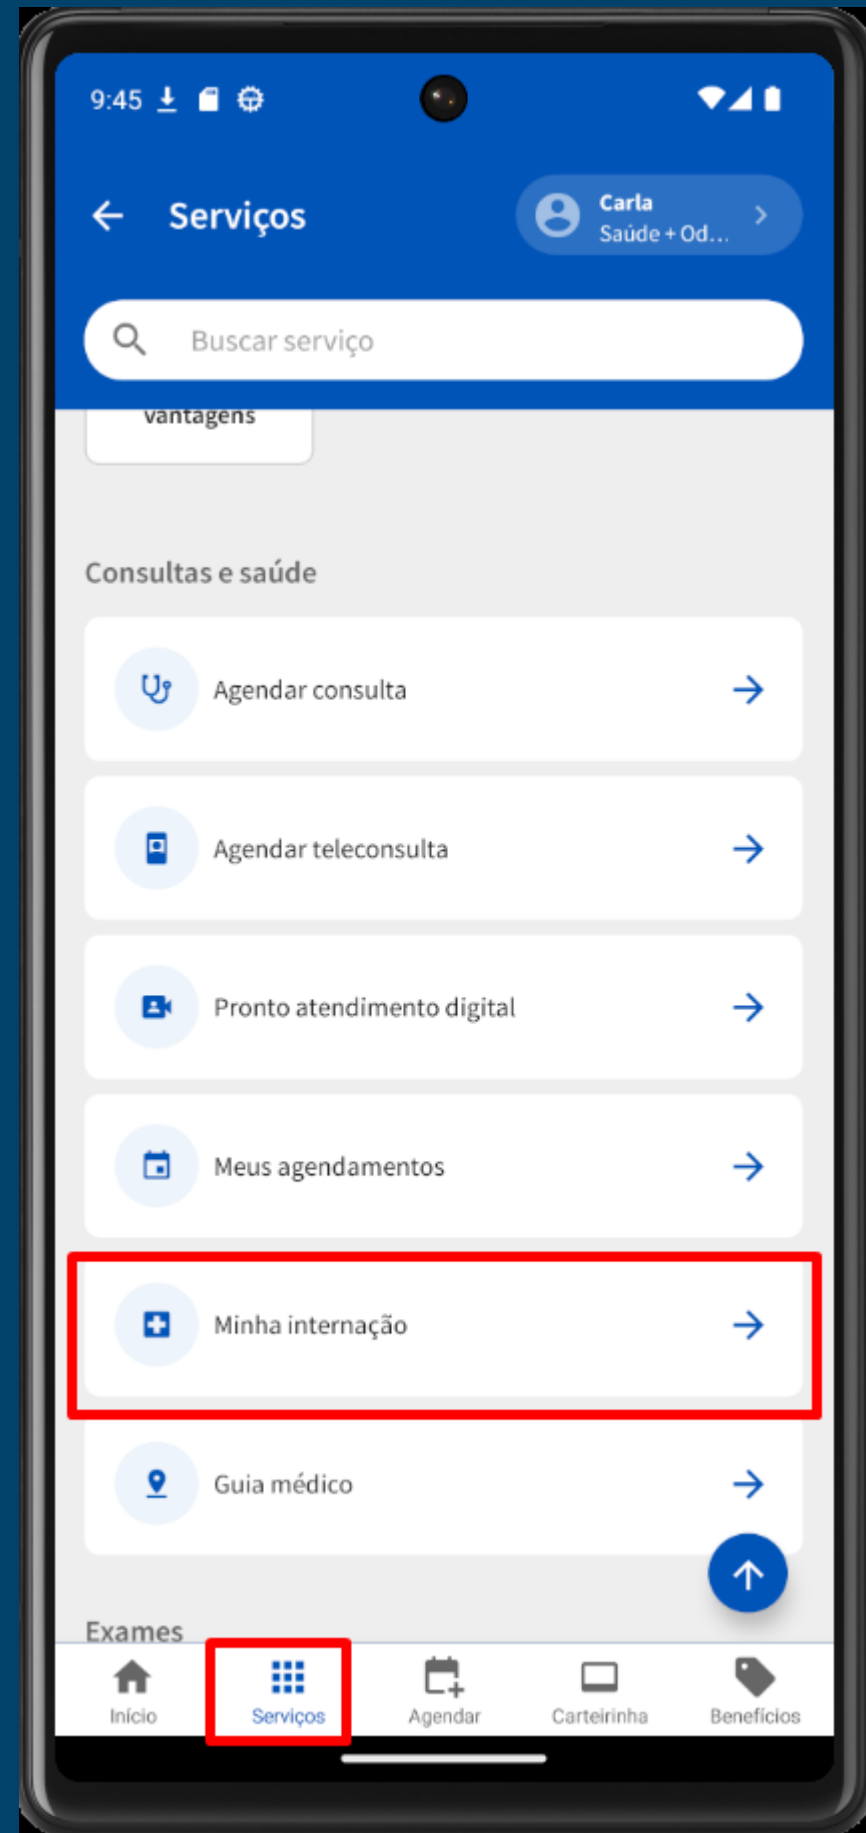 9:45
Serviços
Carla
Saúde + Od...
Buscar serviço
vantagens
Consultas e saúde
Agendar consulta
Agendar teleconsulta
Pronto atendimento digital
Meus agendamentos
Minha internação
Guia médico
Exames
Início
Serviços
Agendar
Carteirinha
Benefícios